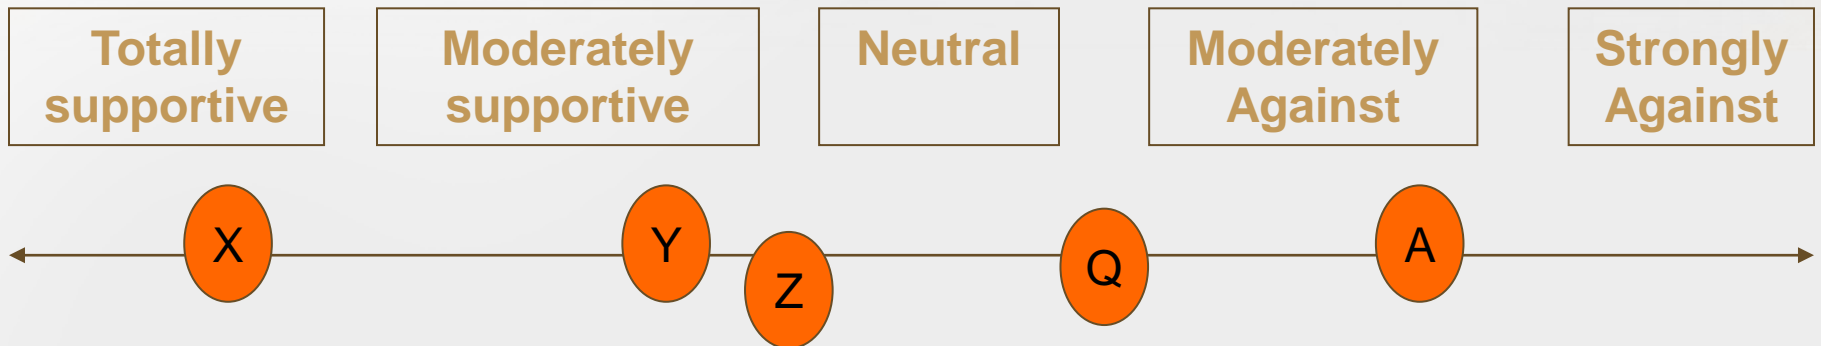 Totally
supportive
Moderately
supportive
Neutral
Moderately
Against
Strongly
Against
X
Y
Z
Q
A